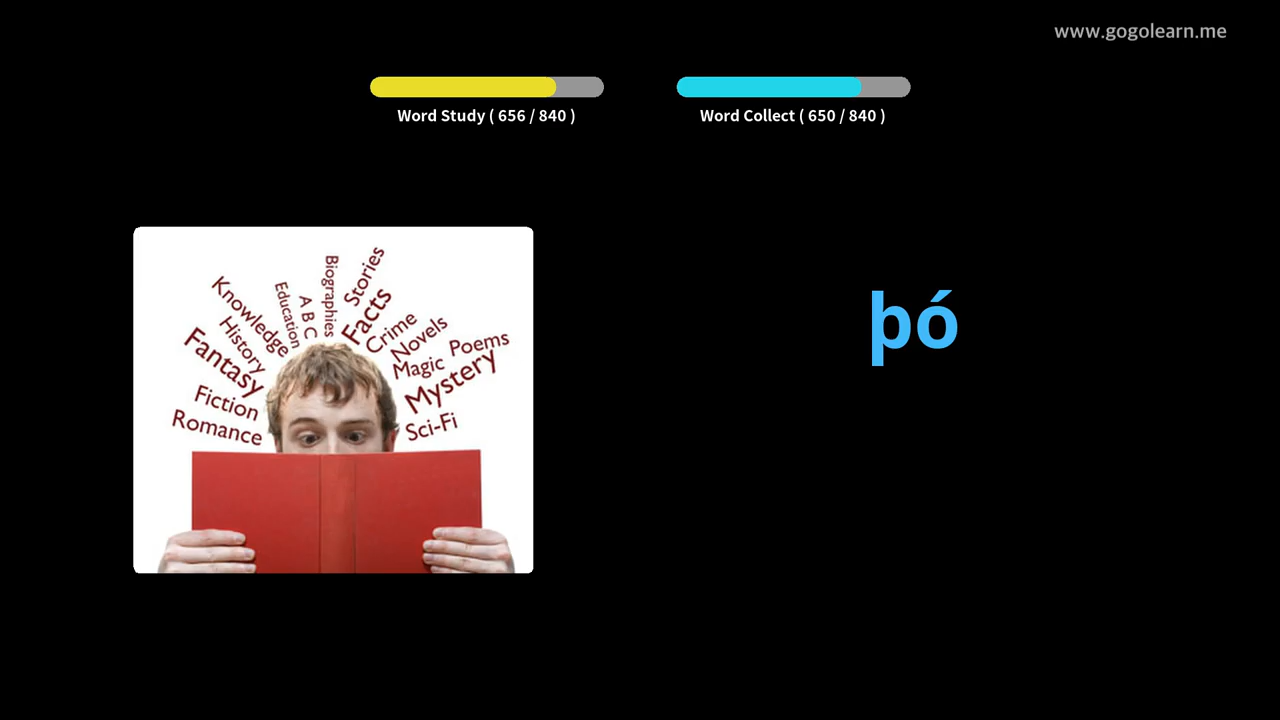 www.gogolearn.me
Word Study ( 656 / 840 )
Word Collect ( 650 / 840 )
þó
Biographies
Stories
Education
A B C
Facts
Knowledge
Crime
History
Novels
Fantasy
Magic
Poems
Mystery
Fiction
Romance
Sci-Fi